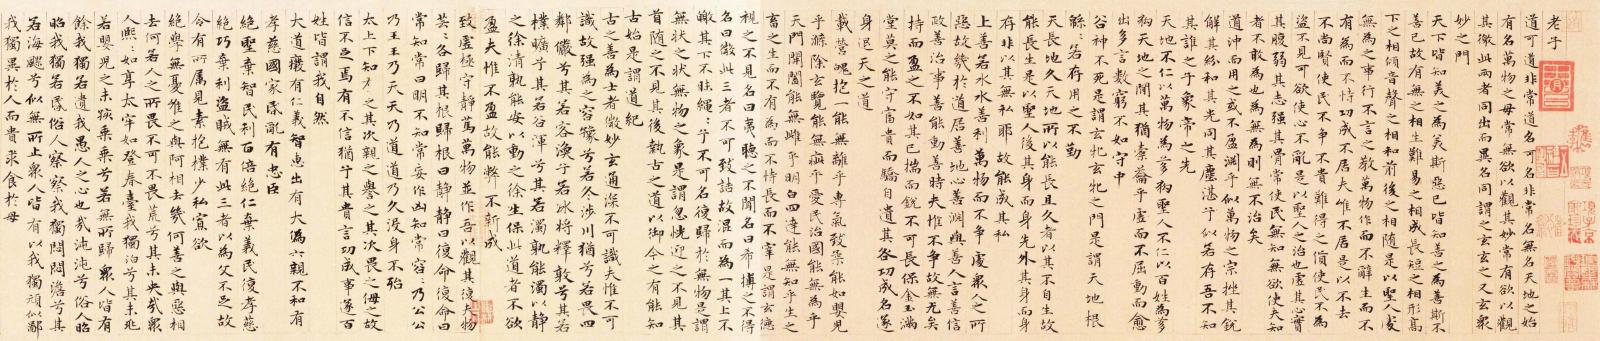 老子
道可道非常道名可名非常名無名天地之始
有名萬物之母常無欲以觀其妙常有欲以觀
其徼此兩者同出而異名同謂之玄玄之又玄眾
妙之門
天下皆知美之為美斯惡已皆知善之為善斯不
善已故有無之相生難易之相成長短之相形高
下之相傾音聲之相和前後之相隨是以聖人處
無為之事行不言之教萬物作而不辭生而不
有為而不恃功成不居夫唯不居是以不去
不尚賢使民不爭不貴難得之貨使民不為
盜不見可欲使心不亂是以聖人之治也虛其心實
其腹弱其志強其骨常使民無知無欲使夫知
者不敢為也為無為則無不治矣
道沖而用之或不盈淵乎似萬物之宗挫其銳
解其紛和其光同其塵湛乎似若存吾不知
其誰之子象帝之先
天地不仁以萬物為芻狗聖人不仁以百姓為芻
狗天地之間其猶橐籥乎虛而不屈動而愈
出多言數窮不如守中
谷神不死是謂玄牝玄牝之門是謂天地根
綿綿若存用之不勤
天長地久天地所以能長且久者以其不自生故
能長生是以聖人後其身而身先外其身而身
存非以其無私耶故能成其私
上善若水水善利萬物而不爭處眾人之所
惡故幾於道居善地心善淵與善人言善信
政善治事善能動善時夫惟不爭故無尤矣
持而盈之不如其已揣而銳之不可長保金玉滿
堂莫之能守富貴而驕自遺其咎功成名遂
身退天之道
載營魄抱一能無離乎專氣致柔能如嬰兒
乎滌除玄覽能無疵乎愛民治國能無為乎
天門開闔能無雌乎明白四達能無知乎生之
畜之生而不有為而不恃長而不宰是謂玄德
視之不見名曰夷聽之不聞名曰希搏之不得
名曰微此三者不可致詰故混而為一其上不
皦其下不昧繩繩兮不可名復歸於無物是謂
無狀之狀無物之象是謂忽恍迎之不見其
首隨之不見其後執古之道以御今之有能知
古始是謂道紀
古之善為士者微妙玄通深不可識夫惟不可
識故強為之容豫兮若冬涉川猶兮若畏四
鄰儼兮其若容渙兮若冰將釋敦兮其若
樸曠兮其若谷渾兮其若濁孰能濁以靜
之徐清孰能安以動之徐生保此道者不欲
盈夫惟不盈故能敝不新成
致虛極守靜篤萬物並作吾以觀其復夫物
芸芸各歸其根歸根曰靜靜曰復命復命曰
常知常曰明不知常妄作凶知常容容乃公公
乃王王乃天天乃道道乃久沒身不殆
太上下知之其次親之譽之其次畏之侮之故
信不足焉有不信猶兮其貴言功成事遂百
姓皆謂我自然
大道廢有仁義智惠出有大偽六親不和有
孝慈國家昏亂有忠臣
絕聖棄智民利百倍絕仁棄義民復孝慈
絕巧棄利盜賊無有此三者以為文不足故
令有所屬見素抱樸少私寡欲
絕學無憂唯之與阿相去幾何善之與惡相
去何若人之所畏不可不畏荒兮其未央哉眾
人熙熙如享太牢如登春臺我獨泊兮其未兆
若嬰兒之未孩乘乘兮若無所歸眾人皆有
餘我獨若遺我愚人之心也哉沌沌兮俗人昭
昭我獨若昏俗人察察我獨悶悶澹兮其
若海飂兮似無所止眾人皆有以我獨頑似鄙
我獨異於人而貴求食於母